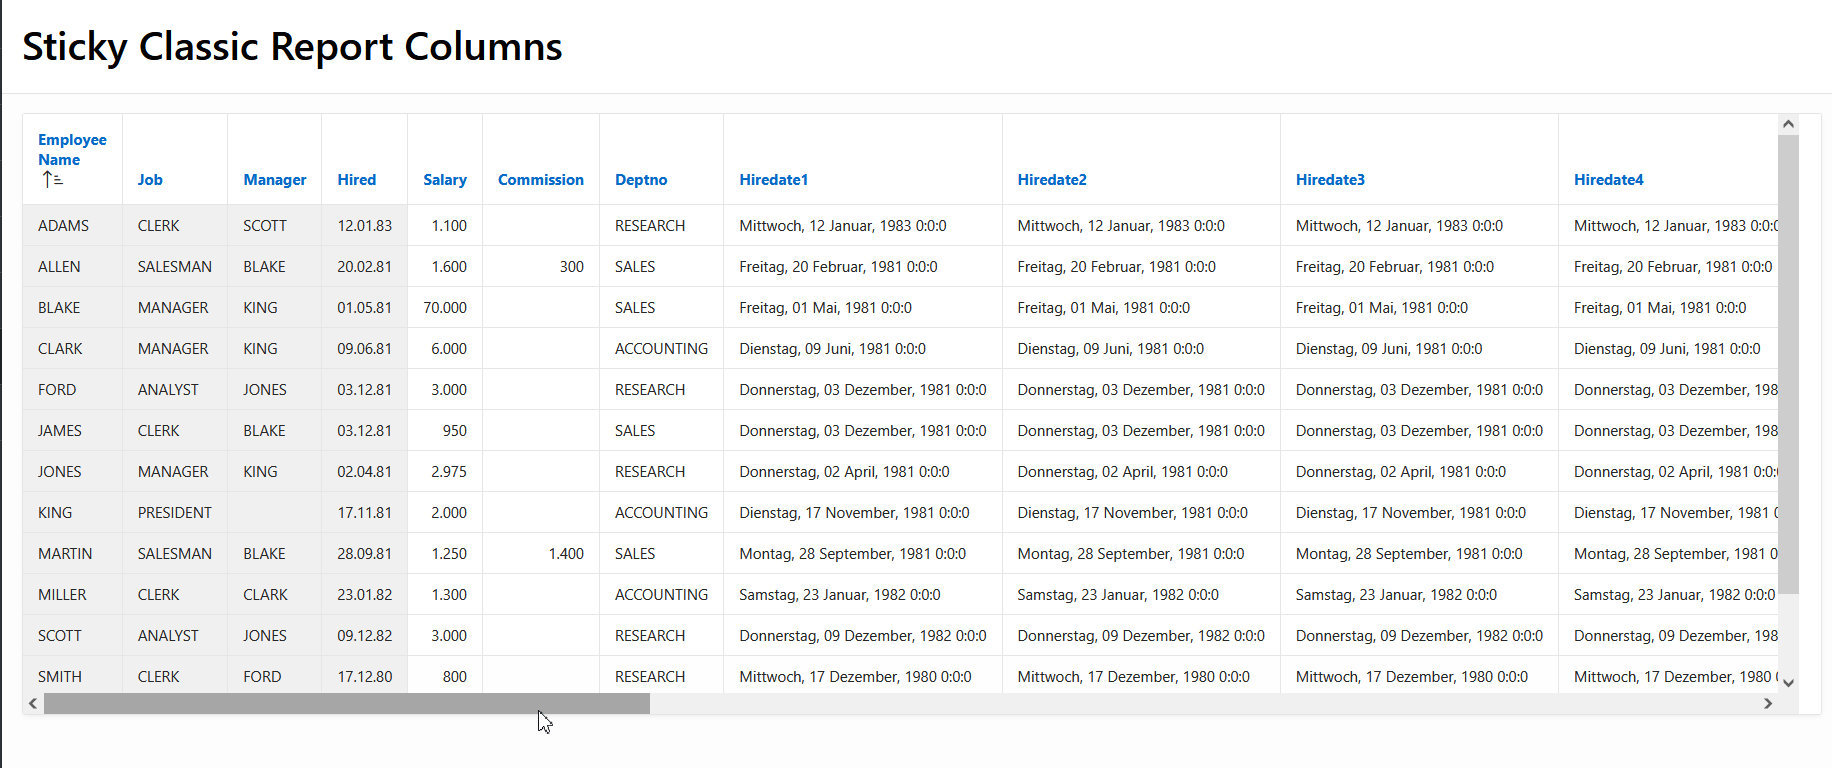 Sticky Classic Report Columns
Employee Name Job Manager Hired Salary Commission Deptno Hiredate1 Hiredate2 Hiredate3 Hiredate4
ADAMS CLERK SCOTT 12.01.83 1.100 RESEARCH Mittwoch, 12 Januar, 1983 0:0:0 Mittwoch, 12 Januar, 1983 0:0:0 Mittwoch, 12 Januar, 1983 0:0:0 Mittwoch, 12 Januar, 1983 0:0:0
ALLEN SALESMAN BLAKE 20.02.81 1.600 300 SALES Freitag, 20 Februar, 1981 0:0:0 Freitag, 20 Februar, 1981 0:0:0 Freitag, 20 Februar, 1981 0:0:0 Freitag, 20 Februar, 1981 0:0:0
BLAKE MANAGER KING 01.05.81 70.000 SALES Freitag, 01 Mai, 1981 0:0:0 Freitag, 01 Mai, 1981 0:0:0 Freitag, 01 Mai, 1981 0:0:0 Freitag, 01 Mai, 1981 0:0:0
CLARK MANAGER KING 09.06.81 6.000 ACCOUNTING Dienstag, 09 Juni, 1981 0:0:0 Dienstag, 09 Juni, 1981 0:0:0 Dienstag, 09 Juni, 1981 0:0:0 Dienstag, 09 Juni, 1981 0:0:0
FORD ANALYST JONES 03.12.81 3.000 RESEARCH Donnerstag, 03 Dezember, 1981 0:0:0 Donnerstag, 03 Dezember, 1981 0:0:0 Donnerstag, 03 Dezember, 1981 0:0:0 Donnerstag, 03 Dezember, 198
JAMES CLERK BLAKE 03.12.81 950 SALES Donnerstag, 03 Dezember, 1981 0:0:0 Donnerstag, 03 Dezember, 1981 0:0:0 Donnerstag, 03 Dezember, 1981 0:0:0 Donnerstag, 03 Dezember, 198
JONES MANAGER KING 02.04.81 2.975 RESEARCH Donnerstag, 02 April, 1981 0:0:0 Donnerstag, 02 April, 1981 0:0:0 Donnerstag, 02 April, 1981 0:0:0 Donnerstag, 02 April, 1981 0:0:
KING PRESIDENT 17.11.81 2.000 ACCOUNTING Dienstag, 17 November, 1981 0:0:0 Dienstag, 17 November, 1981 0:0:0 Dienstag, 17 November, 1981 0:0:0 Dienstag, 17 November, 1981 0
MARTIN SALESMAN BLAKE 28.09.81 1.250 1.400 SALES Montag, 28 September, 1981 0:0:0 Montag, 28 September, 1981 0:0:0 Montag, 28 September, 1981 0:0:0 Montag, 28 September, 1981 0
MILLER CLERK CLARK 23.01.82 1.300 ACCOUNTING Samstag, 23 Januar, 1982 0:0:0 Samstag, 23 Januar, 1982 0:0:0 Samstag, 23 Januar, 1982 0:0:0 Samstag, 23 Januar, 1982 0:0:0
SCOTT ANALYST JONES 09.12.82 3.000 RESEARCH Donnerstag, 09 Dezember, 1982 0:0:0 Donnerstag, 09 Dezember, 1982 0:0:0 Donnerstag, 09 Dezember, 1982 0:0:0 Donnerstag, 09 Dezember, 198
SMITH CLERK FORD 17.12.80 800 RESEARCH Mittwoch, 17 Dezember, 1980 0:0:0 Mittwoch, 17 Dezember, 1980 0:0:0 Mittwoch, 17 Dezember, 1980 0:0:0 Mittwoch, 17 Dezember, 1980